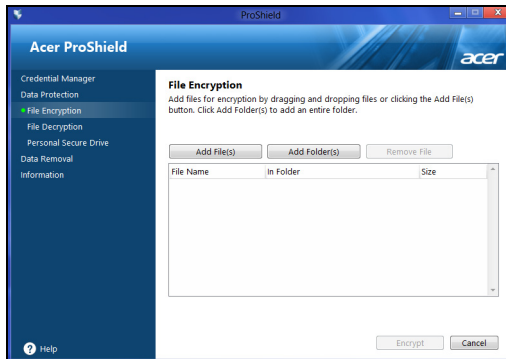 ProShield
Acer ProShield
acer
Credential Manager
Data Protection
File Encryption
File Decryption
Personal Secure Drive
Data Removal
Information
Help
File Encryption
Add files for encryption by dragging and dropping files or clicking the Add File(s)
button. Click Add Folder(s) to add an entire folder.
Add File(s) Add Folder(s) Remove File
File Name In Folder Size
Encrypt Cancel